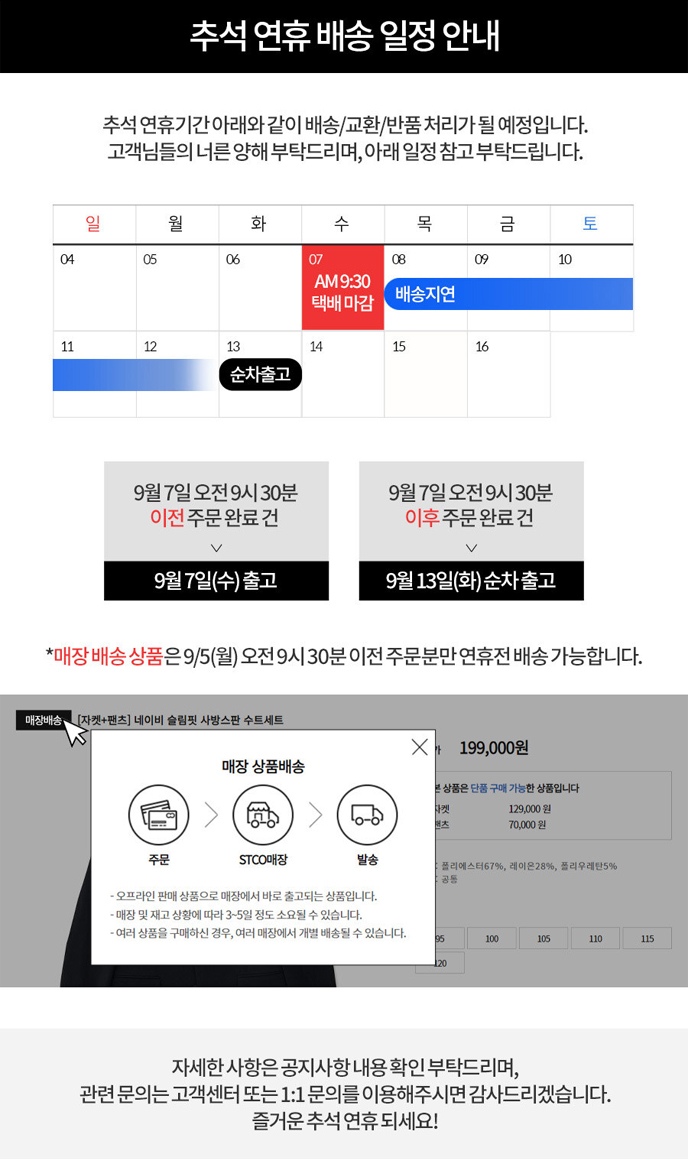 추석 연휴 배송 일정 안내
추석 연휴기간 아래와 같이 배송/교환/반품 처리가 될 예정입니다.
고객님들의 너른 양해 부탁드리며, 아래 일정 참고 부탁드립니다.
일 월 화 수 목 금 토
04 05 06 07 08 09 10
AM 9:30
택배 마감
배송지연
11 12 13 14 15 16
순차출고
9월 7일 오전 9시 30분
이전 주문 완료 건
9월 7일(수) 출고
9월 7일 오전 9시 30분
이후 주문 완료 건
9월 13일(화) 순차 출고
*매장 배송 상품은 9/5(월) 오전 9시 30분 이전 주문분만 연휴전 배송 가능합니다.
매장배송 [자켓+팬츠] 네이비 슬림핏 사방스판 수트세트
매장 상품배송
주문 STCO매장 발송
- 오프라인 판매 상품으로 매장에서 바로 출고되는 상품입니다.
- 매장 및 재고 상황에 따라 3~5일 정도 소요될 수 있습니다.
- 여러 상품을 구매하신 경우, 여러 매장에서 개별 배송될 수 있습니다.
가 199,000원
본 상품은 단품 구매 가능한 상품입니다
자켓 129,000 원
팬츠 70,000 원
: 폴리에스터67%, 레이온28%, 폴리우레탄5%
: 공통
95 100 105 110 115
120
자세한 사항은 공지사항 내용 확인 부탁드리며,
관련 문의는 고객센터 또는 1:1 문의를 이용해주시면 감사드리겠습니다.
즐거운 추석 연휴 되세요!